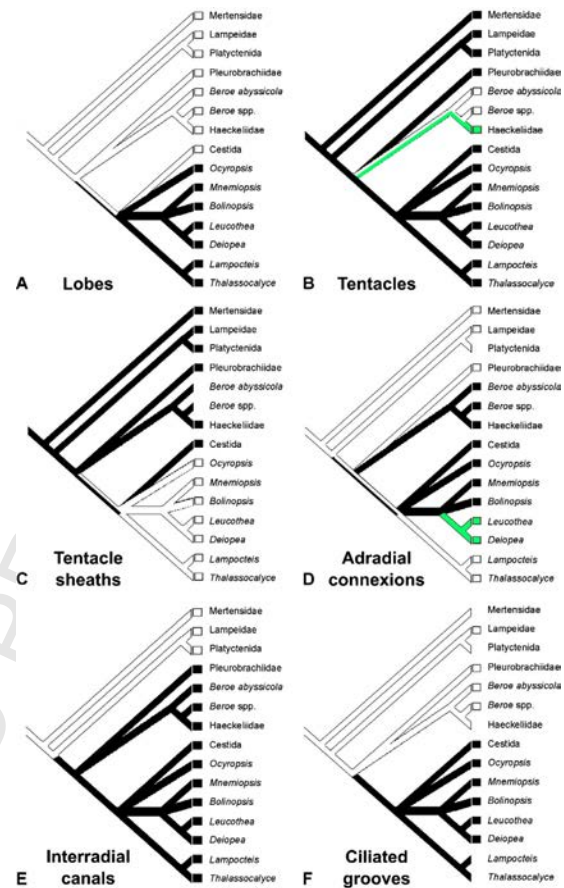 Mertensidae
Lampeidae
Platyctenida
Pleurobrachiidae
Beroe abyssicola
Beroe spp.
Haeckeliidae
Cestida
Ocyropsis
Mnemiopsis
Bolinopsis
Leucothea
Deiopea
Lampocteis
Thalassocalyce
A Lobes
Mertensidae
Lampeidae
Platyctenida
Pleurobrachiidae
Beroe abyssicola
Beroe spp.
Haeckeliidae
Cestida
Ocyropsis
Mnemiopsis
Bolinopsis
Leucothea
Deiopea
Lampocteis
Thalassocalyce
B Tentacles
Mertensidae
Lampeidae
Platyctenida
Pleurobrachiidae
Beroe abyssicola
Beroe spp.
Haeckeliidae
Cestida
Ocyropsis
Mnemiopsis
Bolinopsis
Leucothea
Deiopea
Lampocteis
Thalassocalyce
C Tentacle
sheaths
Mertensidae
Lampeidae
Platyctenida
Pleurobrachiidae
Beroe abyssicola
Beroe spp.
Haeckeliidae
Cestida
Ocyropsis
Mnemiopsis
Bolinopsis
Leucothea
Deiopea
Lampocteis
Thalassocalyce
D Adradial
connexions
Mertensidae
Lampeidae
Platyctenida
Pleurobrachiidae
Beroe abyssicola
Beroe spp.
Haeckeliidae
Cestida
Ocyropsis
Mnemiopsis
Bolinopsis
Leucothea
Deiopea
Lampocteis
Thalassocalyce
E Interradial
canals
Mertensidae
Lampeidae
Platyctenida
Pleurobrachiidae
Beroe abyssicola
Beroe spp.
Haeckeliidae
Cestida
Ocyropsis
Mnemiopsis
Bolinopsis
Leucothea
Deiopea
Lampocteis
Thalassocalyce
F Ciliated
grooves